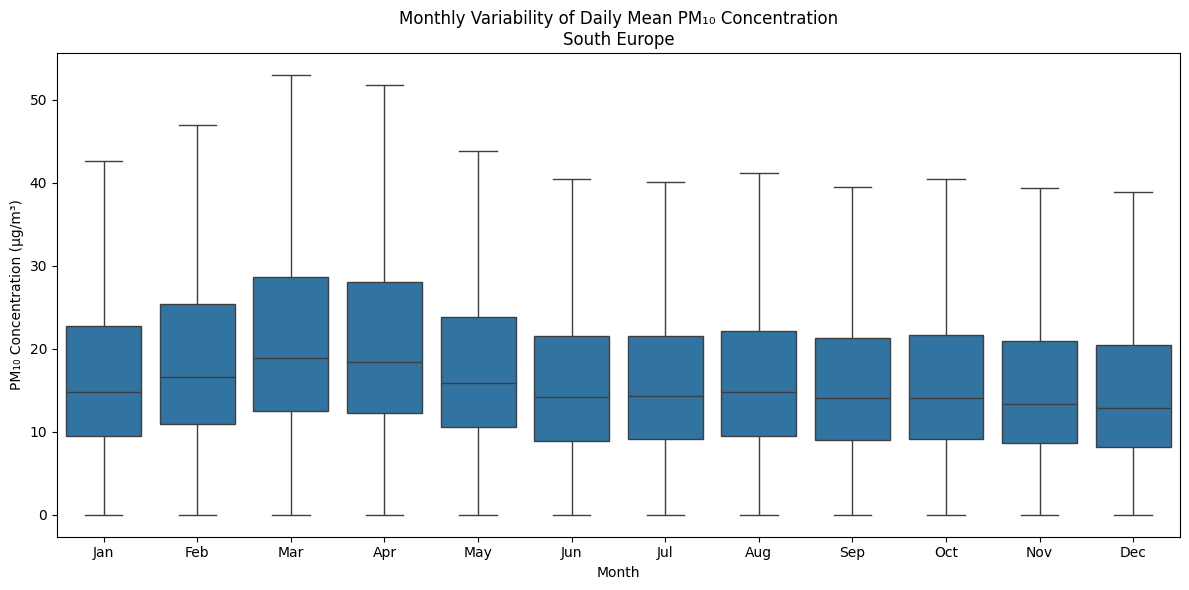 Monthly Variability of Daily Mean PM₁₀ Concentration
South Europe
PM₁₀ Concentration (µg/m³)
50
40
30
20
10
0
Jan Feb Mar Apr May Jun Jul Aug Sep Oct Nov Dec
Month